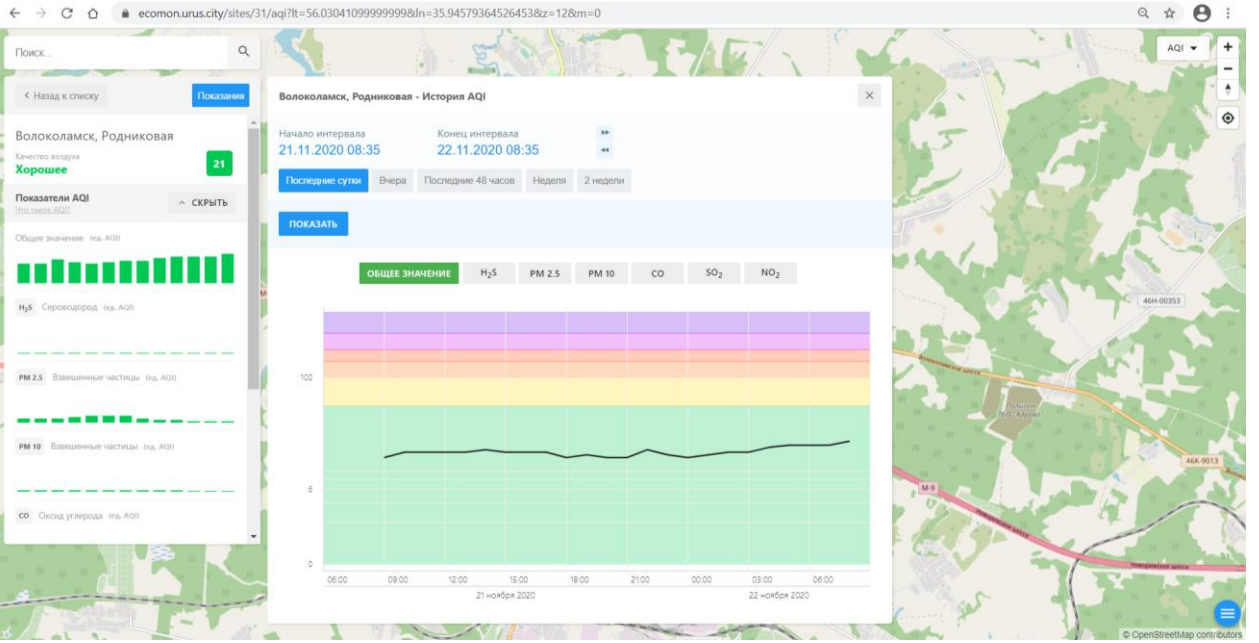 ecomon.urus.city/sites/31/aqi?lt=56.03041099999999&ln=35.94579364526453&z=12&m=0
Поиск...
AQI
Назад к списку
Показания
Волоколамск, Родниковая
Качество воздуха
Хорошее
21
Показатели AQI
Что такое AQI?
СКРЫТЬ
Общее значение (ед. AQI)
H₂S Сероводород (ед. AQI)
PM 2.5 Взвешенные частицы (ед. AQI)
PM 10 Взвешенные частицы (ед. AQI)
CO Оксид углерода (ед. AQI)
Волоколамск, Родниковая - История AQI
Начало интервала
21.11.2020 08:35
Конец интервала
22.11.2020 08:35
Последние сутки Вчера Последние 48 часов Неделя 2 недели
ПОКАЗАТЬ
ОБЩЕЕ ЗНАЧЕНИЕ H₂S PM 2.5 PM 10 CO SO₂ NO₂
100
6
0
06:00 09:00 12:00 15:00 18:00 21:00 00:00 03:00 06:00
21 ноября 2020 22 ноября 2020
46Н-00353
Волоколамское шоссе
46К-9013
М-9
Новорижское шоссе
Новорижское шоссе
© OpenStreetMap contributors